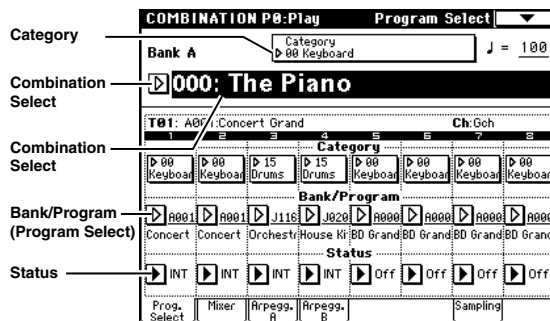 COMBINATION P0:Play Program Select
Category
Bank A
Category
00 Keyboard
♩ = 100
Combination
Select
000: The Piano
T01: A001:Concert Grand Ch:Gch
1 2 3 4 5 6 7 8
Combination
Select
Category
00 00 15 15 00 00 00 00
Keyboar Keyboar Drums Drums Keyboar Keyboar Keyboar Keyboar
Bank/Program
Bank/Program
(Program Select)
A001 A001 J116 J020 A000 A000 A000 A000
Concert Concert Orchestr House Ki BD Grand BD Grand BD Grand BD Grand
Status
Status
INT INT INT INT Off Off Off Off
Prog.
Select
Mixer
Arpegg.
A
Arpegg.
B
Sampling